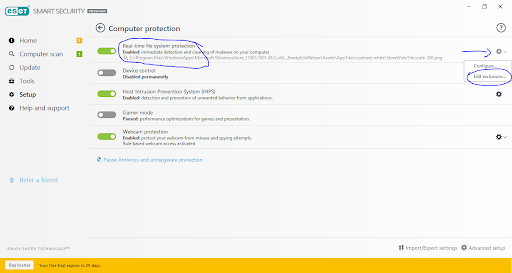 eset SMART SECURITY
Home 1
Computer scan 1
Update
Tools
Setup
Help and support
Refer a friend
ENJOY SAFER TECHNOLOGY™
Computer protection
Real-time file system protection
Enabled: immediate detection and cleaning of malware on your computer.
Configure...
Edit exclusions...
Device control
Disabled permanently
Host Intrusion Prevention System (HIPS)
Enabled: detection and prevention of unwanted behavior from applications.
Gamer mode
Paused: performance optimizations for games and presentation.
Webcam protection
Enabled: protect your webcam from misuse and spying attempts.
Rule-based webcam access activated.
Pause Antivirus and antispyware protection
Import/Export settings Advanced setup
Buy license Your free trial expires in 29 days.